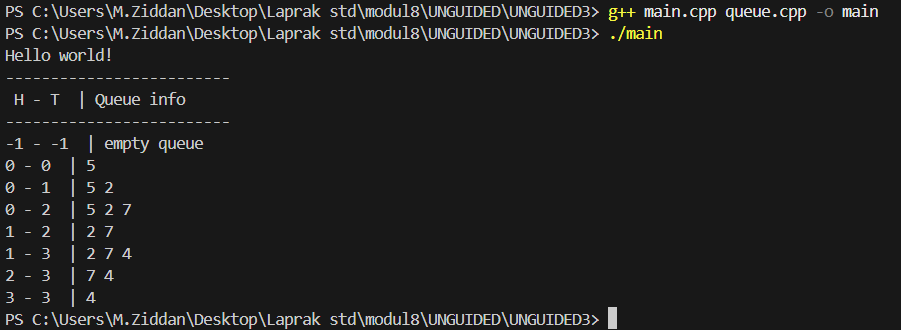 PS C:\Users\M.Ziddan\Desktop\Laprak std\modul8\UNGUIDED\UNGUIDED3> g++ main.cpp queue.cpp -o main
PS C:\Users\M.Ziddan\Desktop\Laprak std\modul8\UNGUIDED\UNGUIDED3> ./main
Hello world!
-------------------------
 H - T  | Queue info
-------------------------
-1 - -1  | empty queue
0 - 0  | 5
0 - 1  | 5 2
0 - 2  | 5 2 7
1 - 2  | 2 7
1 - 3  | 2 7 4
2 - 3  | 7 4
3 - 3  | 4
PS C:\Users\M.Ziddan\Desktop\Laprak std\modul8\UNGUIDED\UNGUIDED3>